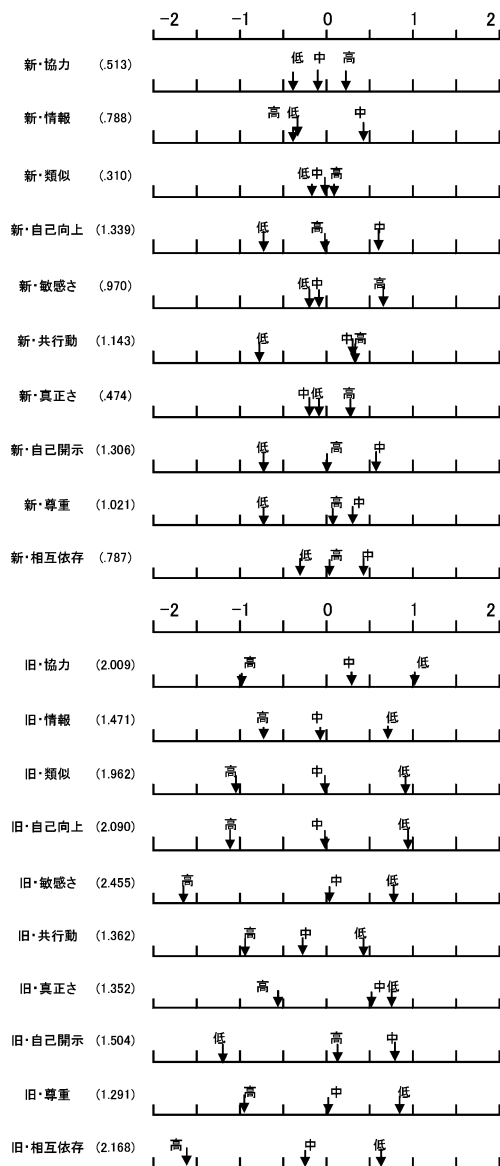 -2 -1 0 1 2
低 中 高
新・協力 (.513)
高 低 中
新・情報 (.788)
低 中 高
新・類似 (.310)
低 高 中
新・自己向上 (1.339)
低 中 高
新・敏感さ (.970)
低 中 高
新・共行動 (1.143)
中 低 高
新・真正さ (.474)
低 高 中
新・自己開示 (1.306)
低 高 中
新・尊重 (1.021)
低 高 中
新・相互依存 (.787)
-2 -1 0 1 2
高 中 低
旧・協力 (2.009)
高 中 低
旧・情報 (1.471)
高 中 低
旧・類似 (1.962)
高 中 低
旧・自己向上 (2.090)
高 中 低
旧・敏感さ (2.455)
高 中 低
旧・共行動 (1.362)
高 中 低
旧・真正さ (1.352)
低 高 中
旧・自己開示 (1.504)
高 中 低
旧・尊重 (1.291)
高 中 低
旧・相互依存 (2.168)